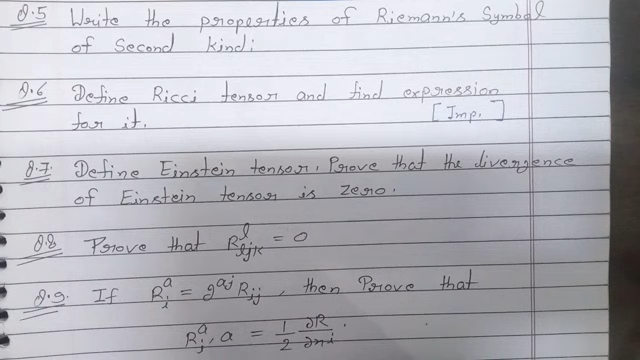 Q.5 Write the properties of Riemann's Symbol
of Second kind:
Q.6 Define Ricci tensor and find expression
for it. [Imp.]
Q.7 Define Einstein tensor. Prove that the divergence
of Einstein tensor is zero.
Q.8 Prove that R^l_{ljk} = 0
Q.9. If R^a_i = g^{aj} R_{ij}, then Prove that
R^a_{j,a} = 1/2 ∂R/∂x^i.